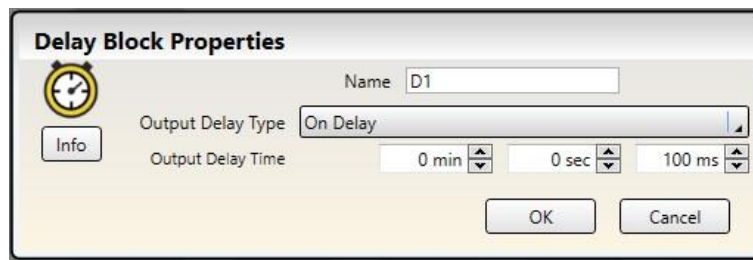 Delay Block Properties
Name D1
Output Delay Type On Delay
Info
Output Delay Time 0 min 0 sec 100 ms
OK Cancel